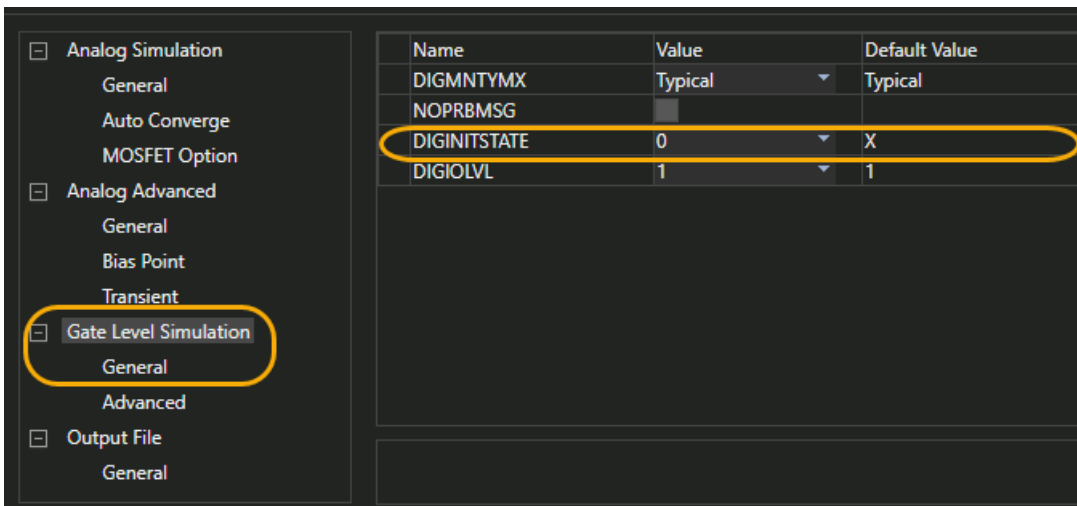 Analog Simulation
General
Auto Converge
MOSFET Option
Analog Advanced
General
Bias Point
Transient
Gate Level Simulation
General
Advanced
Output File
General
Name Value Default Value
DIGMNTYMX Typical Typical
NOPRBMSG
DIGINITSTATE 0 X
DIGIOLVL 1 1